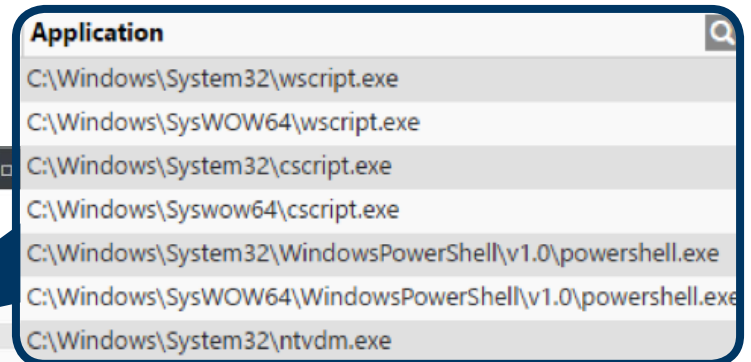 Application
C:\Windows\System32\wscript.exe
C:\Windows\SysWOW64\wscript.exe
C:\Windows\System32\cscript.exe
C:\Windows\Syswow64\cscript.exe
C:\Windows\System32\WindowsPowerShell\v1.0\powershell.exe
C:\Windows\SysWOW64\WindowsPowerShell\v1.0\powershell.exe
C:\Windows\System32\ntvdm.exe